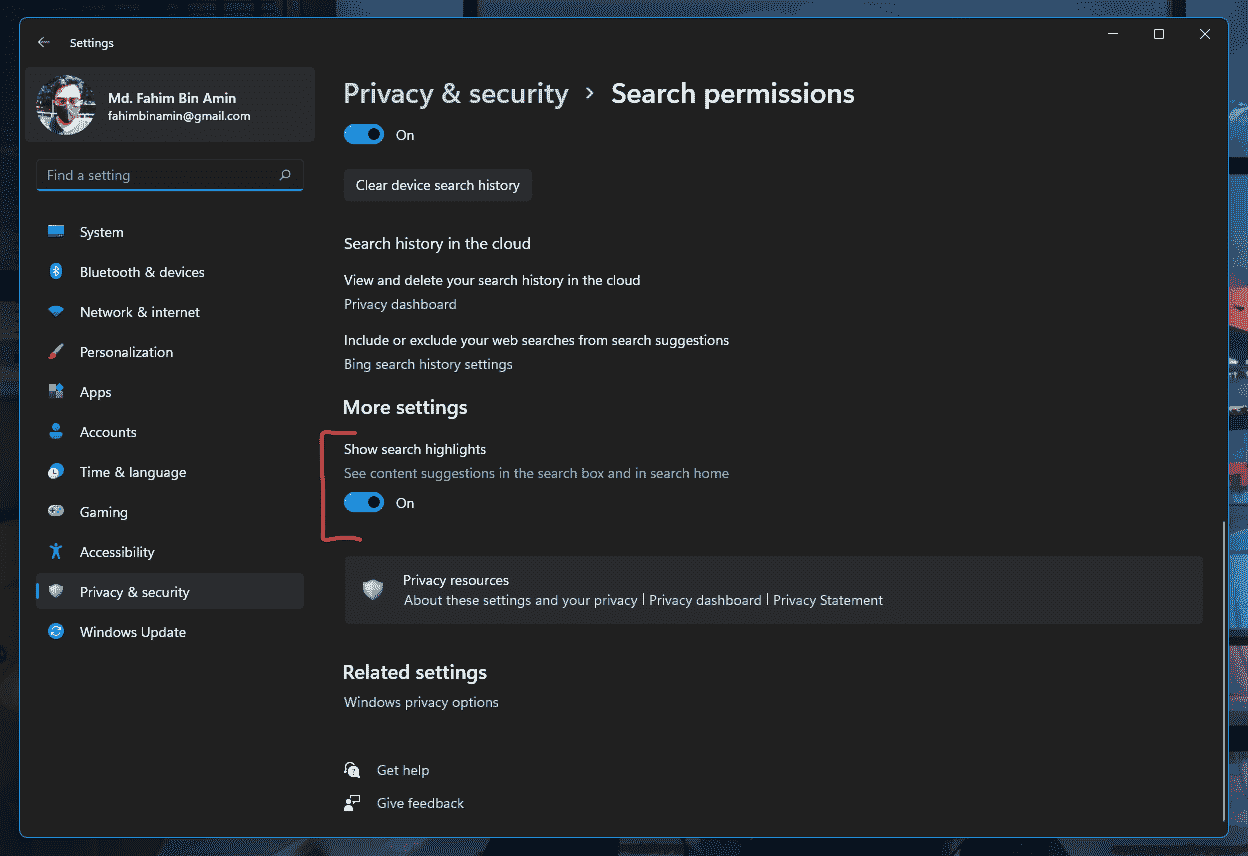 Settings
Md. Fahim Bin Amin
fahimbinamin@gmail.com
Find a setting
System
Bluetooth & devices
Network & internet
Personalization
Apps
Accounts
Time & language
Gaming
Accessibility
Privacy & security
Windows Update
Privacy & security › Search permissions
On
Clear device search history
Search history in the cloud
View and delete your search history in the cloud
Privacy dashboard
Include or exclude your web searches from search suggestions
Bing search history settings
More settings
Show search highlights
See content suggestions in the search box and in search home
On
Privacy resources
About these settings and your privacy | Privacy dashboard | Privacy Statement
Related settings
Windows privacy options
Get help
Give feedback